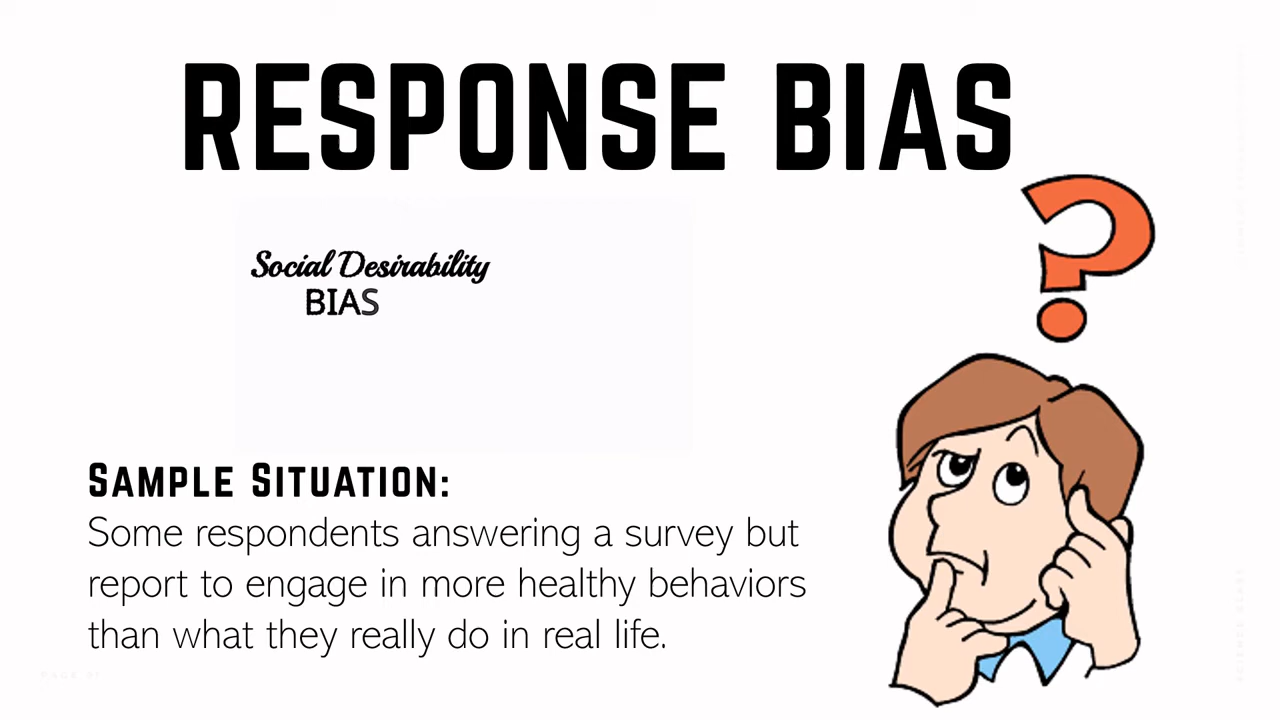 RESPONSE BIAS
Social Desirability
BIAS
SAMPLE SITUATION:
Some respondents answering a survey but
report to engage in more healthy behaviors
than what they really do in real life.